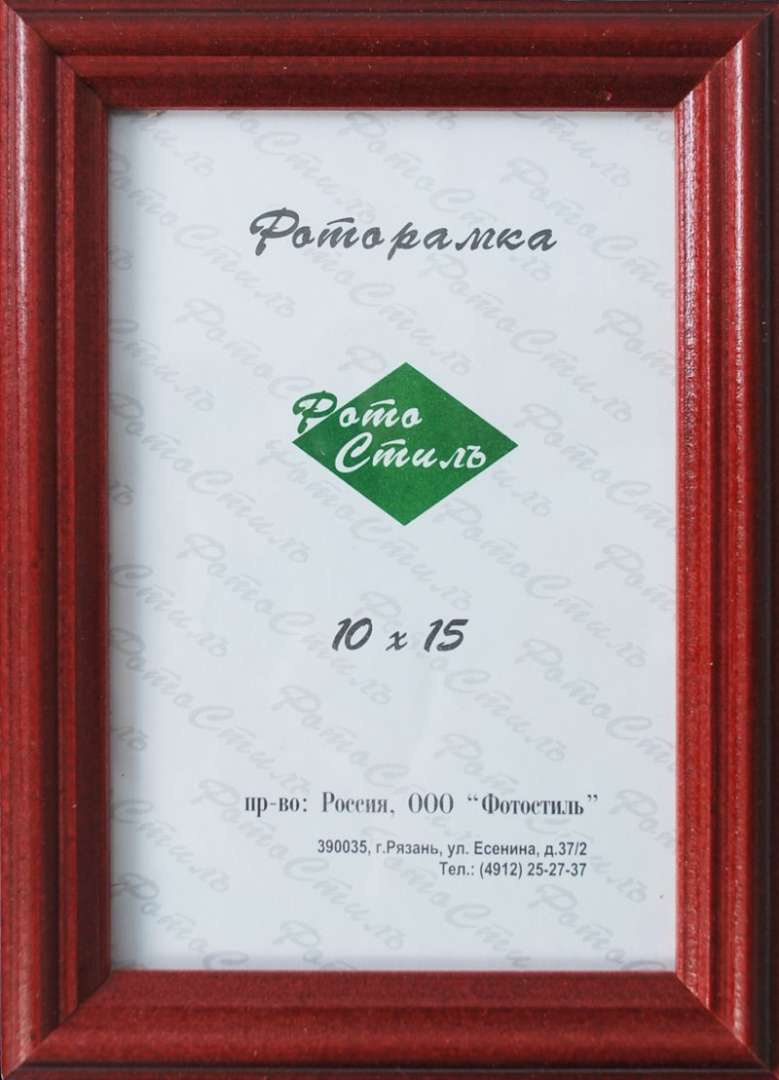 Фоторамка
Фото
Стилъ
10 х 15
пр-во: Россия, ООО “Фотостиль”
390035, г.Рязань, ул. Есенина, д.37/2
Тел.: (4912) 25-27-37